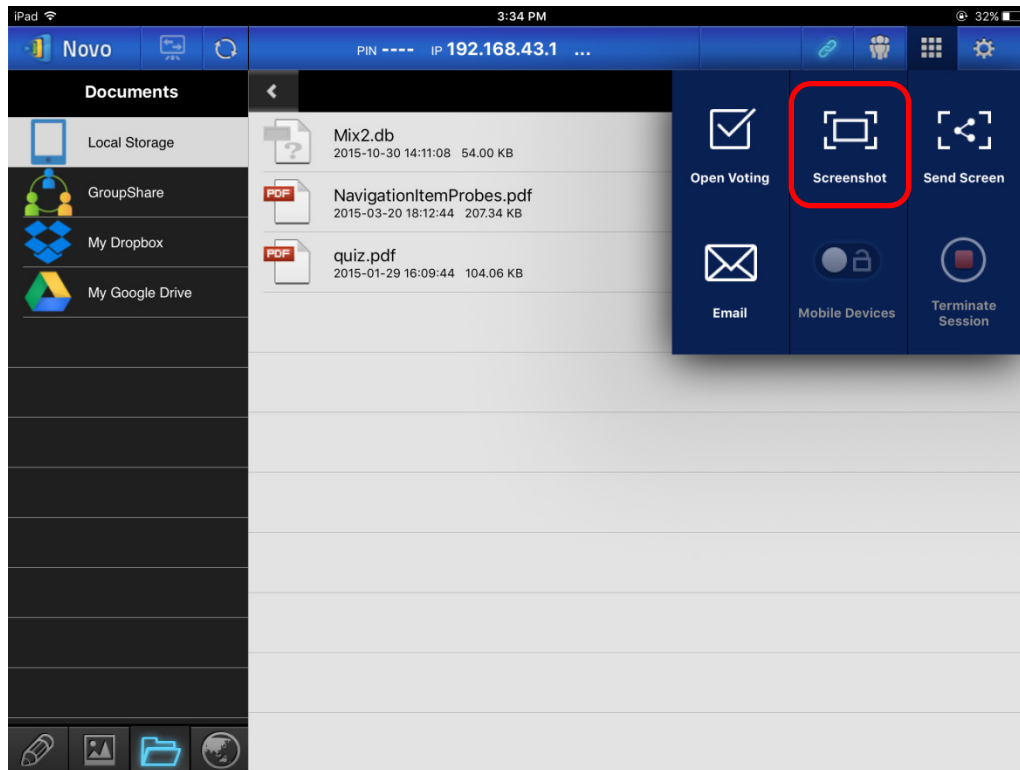 iPad 3:34 PM 32%
Novo PIN ---- IP 192.168.43.1 ...
Documents
Local Storage
GroupShare
My Dropbox
My Google Drive
?
Mix2.db
2015-10-30 14:11:08 54.00 KB
PDF
NavigationItemProbes.pdf
2015-03-20 18:12:44 207.34 KB
PDF
quiz.pdf
2015-01-29 16:09:44 104.06 KB
Open Voting Screenshot Send Screen
Email Mobile Devices Terminate
Session